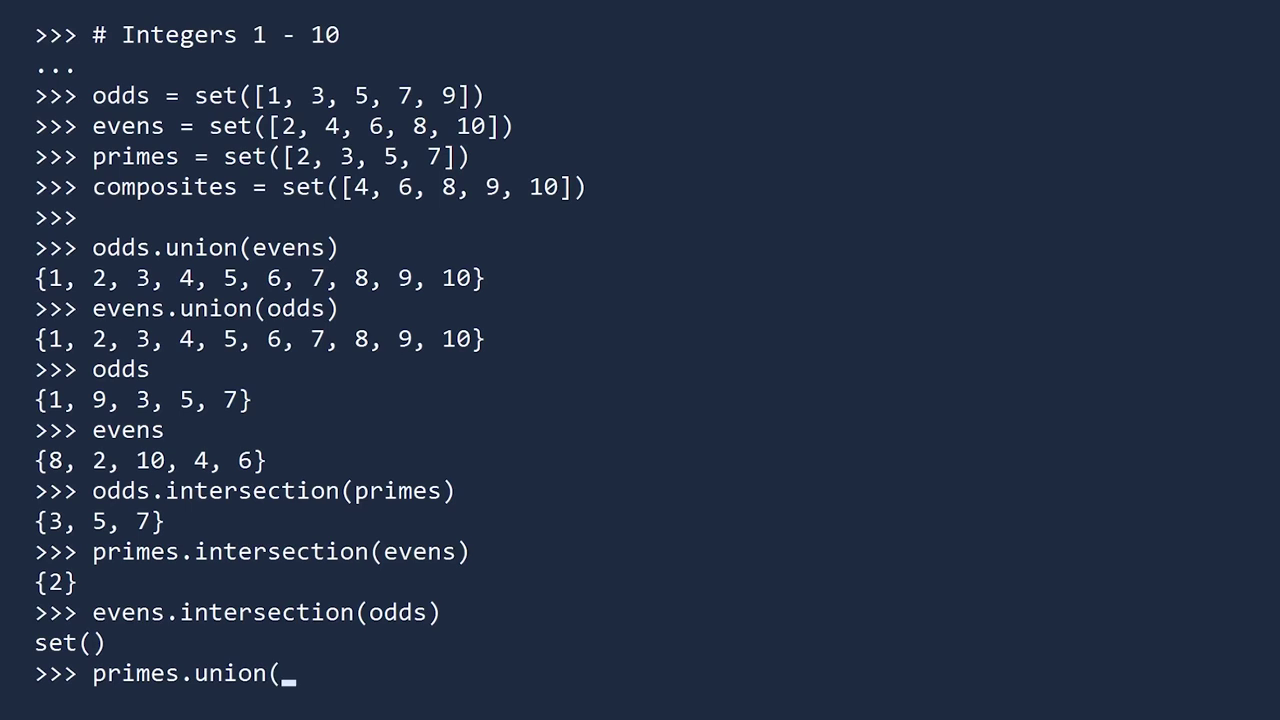 >>> # Integers 1 - 10
...
>>> odds = set([1, 3, 5, 7, 9])
>>> evens = set([2, 4, 6, 8, 10])
>>> primes = set([2, 3, 5, 7])
>>> composites = set([4, 6, 8, 9, 10])
>>>
>>> odds.union(evens)
{1, 2, 3, 4, 5, 6, 7, 8, 9, 10}
>>> evens.union(odds)
{1, 2, 3, 4, 5, 6, 7, 8, 9, 10}
>>> odds
{1, 9, 3, 5, 7}
>>> evens
{8, 2, 10, 4, 6}
>>> odds.intersection(primes)
{3, 5, 7}
>>> primes.intersection(evens)
{2}
>>> evens.intersection(odds)
set()
>>> primes.union(_